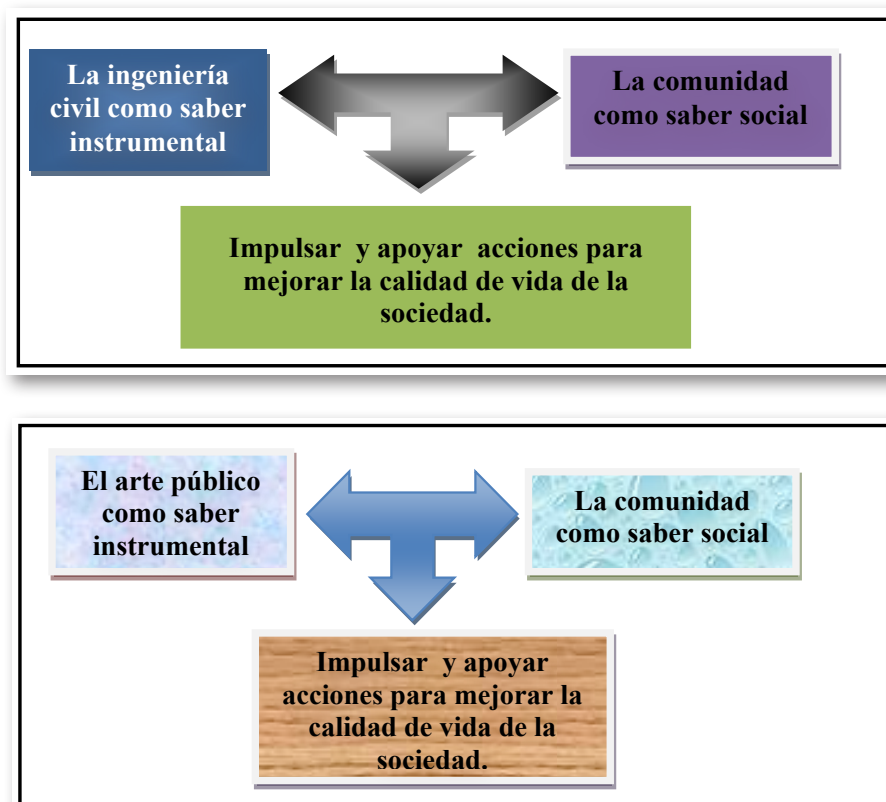 La ingeniería
civil como saber
instrumental
La comunidad
como saber social
Impulsar y apoyar acciones para
mejorar la calidad de vida de la
sociedad.
El arte público
como saber
instrumental
La comunidad
como saber social
Impulsar y apoyar
acciones para mejorar la
calidad de vida de la
sociedad.